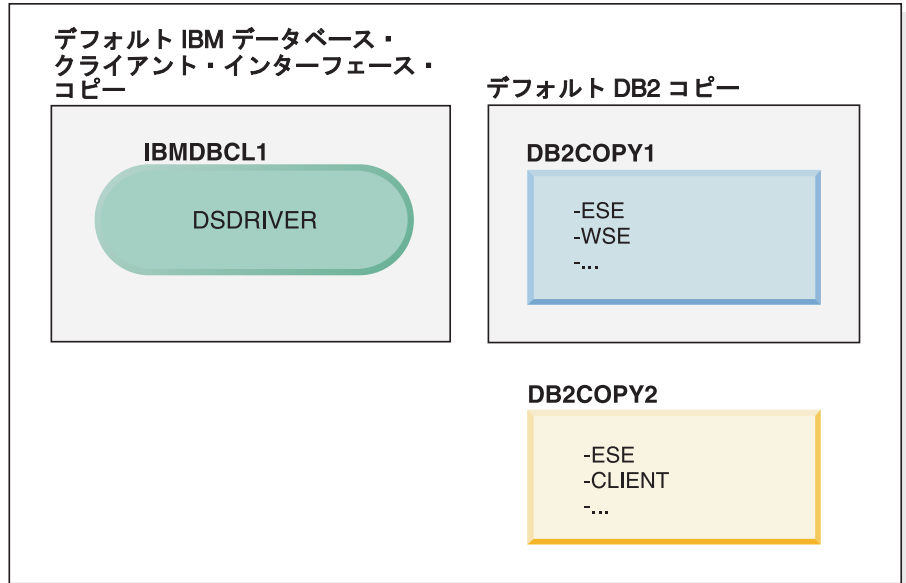 デフォルト IBM データベース・
クライアント・インターフェース・
コピー
IBMDBCL1
DSDRIVER
デフォルト DB2 コピー
DB2COPY1
-ESE
-WSE
-...
DB2COPY2
-ESE
-CLIENT
-...